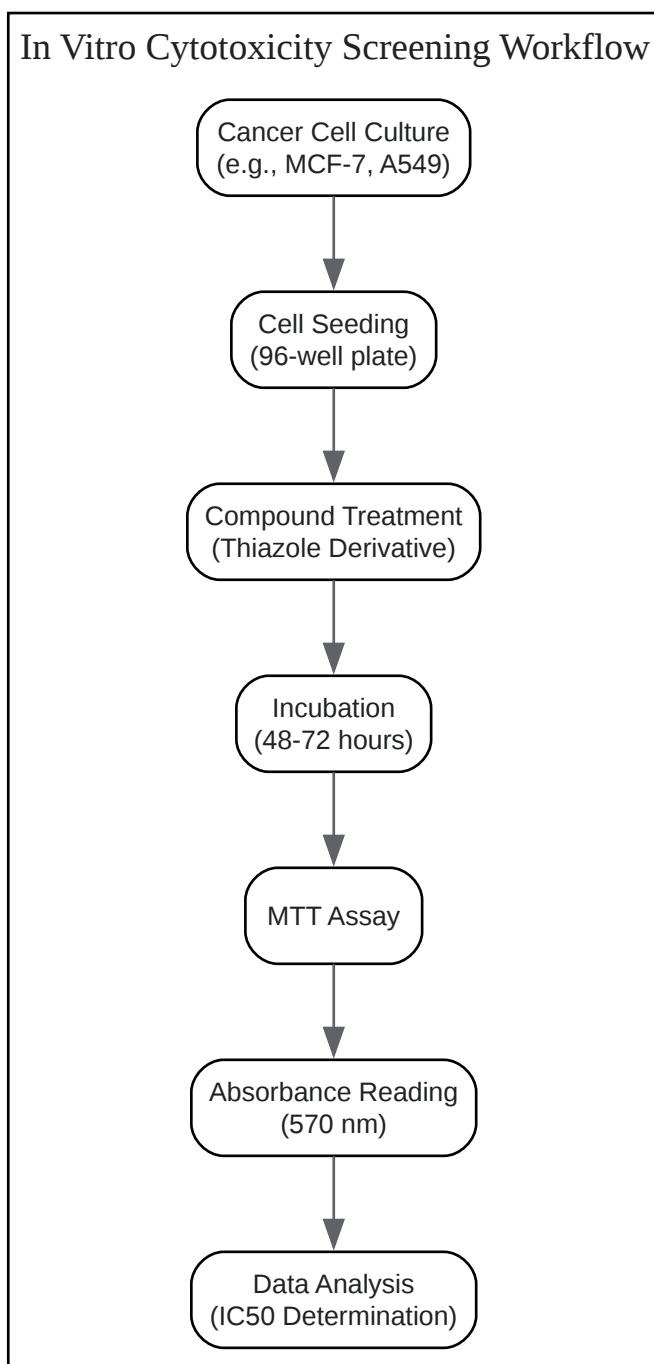 In Vitro Cytotoxicity Screening Workflow
Cancer Cell Culture
(e.g., MCF-7, A549)
Cell Seeding
(96-well plate)
Compound Treatment
(Thiazole Derivative)
Incubation
(48-72 hours)
MTT Assay
Absorbance Reading
(570 nm)
Data Analysis
(IC50 Determination)